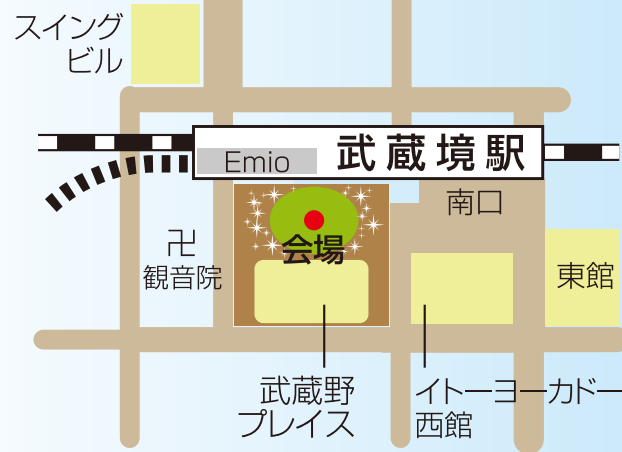 スイング
ビル
Emio
武蔵境駅
南口
会場
卍
観音院
東館
武蔵野
プレイス
イトーヨーカドー
西館